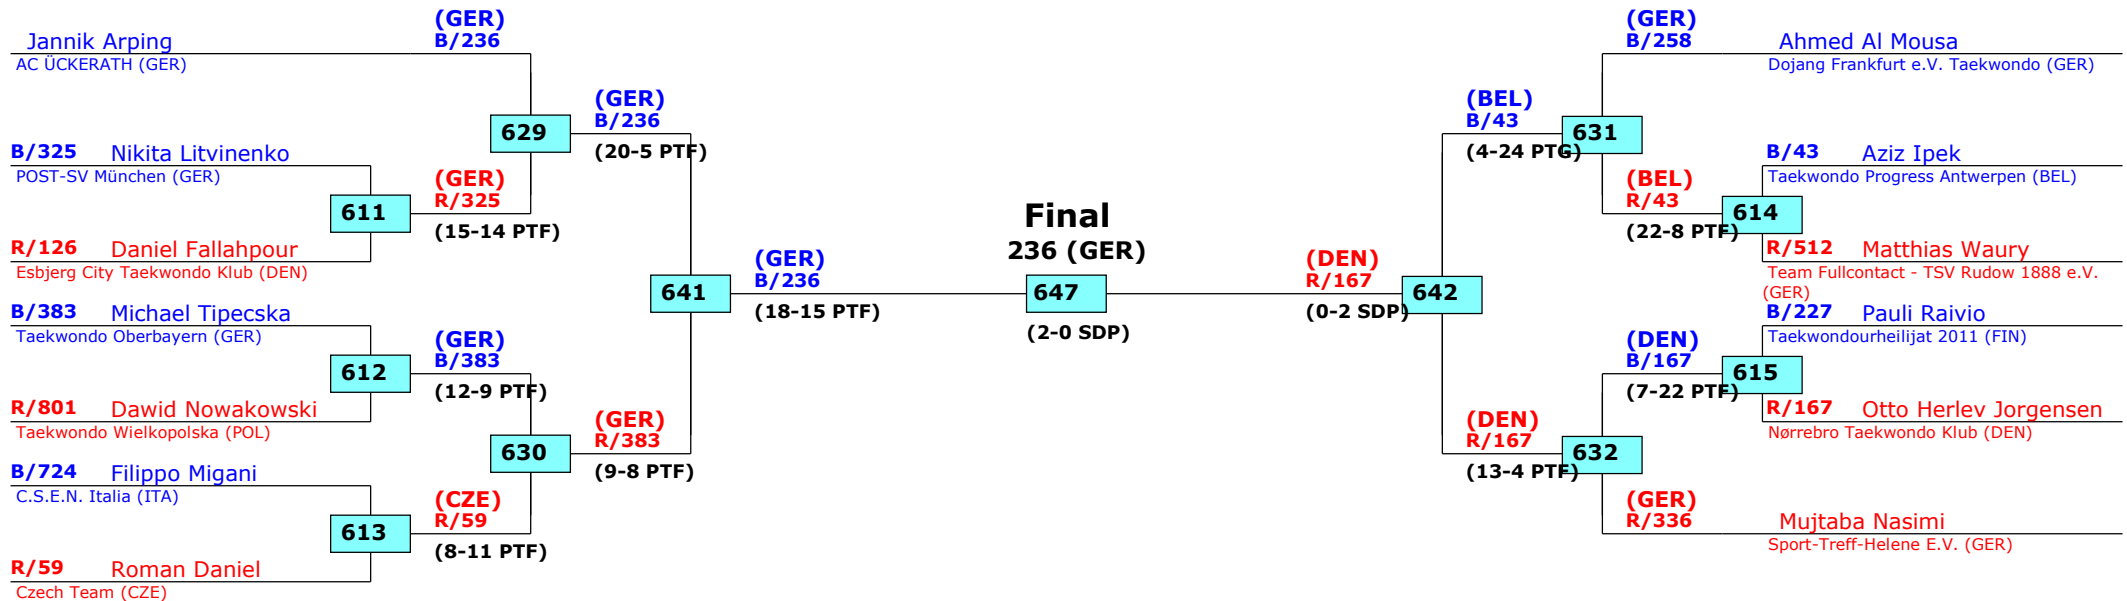 (GER)
B/236
Jannik Arping
AC ÜCKERATH (GER)
629
(GER)
B/236
(20-5 PTF)
B/325 Nikita Litvinenko
POST-SV München (GER)
611
(GER)
R/325
(15-14 PTF)
R/126 Daniel Fallahpour
Esbjerg City Taekwondo Klub (DEN)
641
(GER)
B/236
(18-15 PTF)
B/383 Michael Tipecska
Taekwondo Oberbayern (GER)
612
(GER)
B/383
(12-9 PTF)
R/801 Dawid Nowakowski
Taekwondo Wielkopolska (POL)
630
(GER)
R/383
(9-8 PTF)
B/724 Filippo Migani
C.S.E.N. Italia (ITA)
613
(CZE)
R/59
(8-11 PTF)
R/59 Roman Daniel
Czech Team (CZE)
Final
236 (GER)
647
(2-0 SDP)
(GER)
B/258
Ahmed Al Mousa
Dojang Frankfurt e.V. Taekwondo (GER)
(BEL)
B/43
631
(4-24 PTG)
B/43 Aziz Ipek
Taekwondo Progress Antwerpen (BEL)
(BEL)
R/43
614
(22-8 PTF)
R/512 Matthias Waury
Team Fullcontact - TSV Rudow 1888 e.V.
(GER)
(DEN)
R/167
642
(0-2 SDP)
B/227 Pauli Raivio
Taekwondourheilijat 2011 (FIN)
(DEN)
B/167
615
(7-22 PTF)
R/167 Otto Herlev Jorgensen
Nørrebro Taekwondo Klub (DEN)
(DEN)
R/167
632
(13-4 PTF)
(GER)
R/336
Mujtaba Nasimi
Sport-Treff-Helene E.V. (GER)